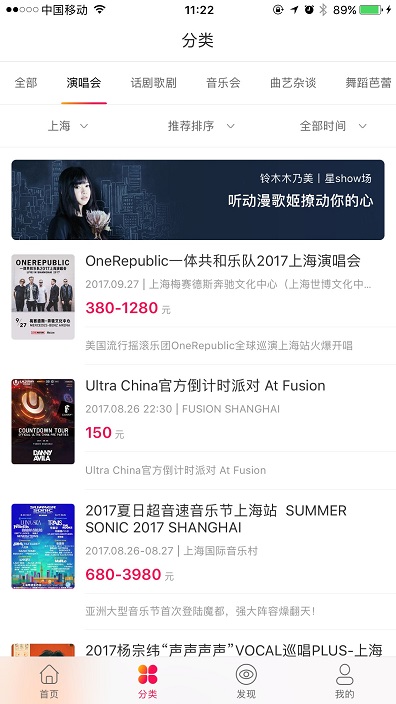 中国移动 11:22 89%
分类
全部 演唱会 话剧歌剧 音乐会 曲艺杂谈 舞蹈芭蕾
上海 推荐排序 全部时间
铃木木乃美丨星show场
听动漫歌姬撩动你的心
ONEREPUBLIC
9/27
OneRepublic一体共和乐队2017上海演唱会
2017.09.27 | 上海梅赛德斯奔驰文化中心（上海世博文化中...
380-1280 元
美国流行摇滚乐团OneRepublic全球巡演上海站火爆开唱
COUNTDOWN TOUR
DANNY
AVILA
Ultra China官方倒计时派对 At Fusion
2017.08.26 22:30 | FUSION SHANGHAI
150 元
Ultra China官方倒计时派对 At Fusion
SUMMER SONIC
LUNA SEA
2017夏日超音速音乐节上海站 SUMMER
SONIC 2017 SHANGHAI
2017.08.26-08.27 | 上海国际音乐村
680-3980 元
亚洲大型音乐节首次登陆魔都，强大阵容燥翻天！
2017杨宗纬“声声声声”VOCAL巡唱PLUS-上海
首页 分类 发现 我的